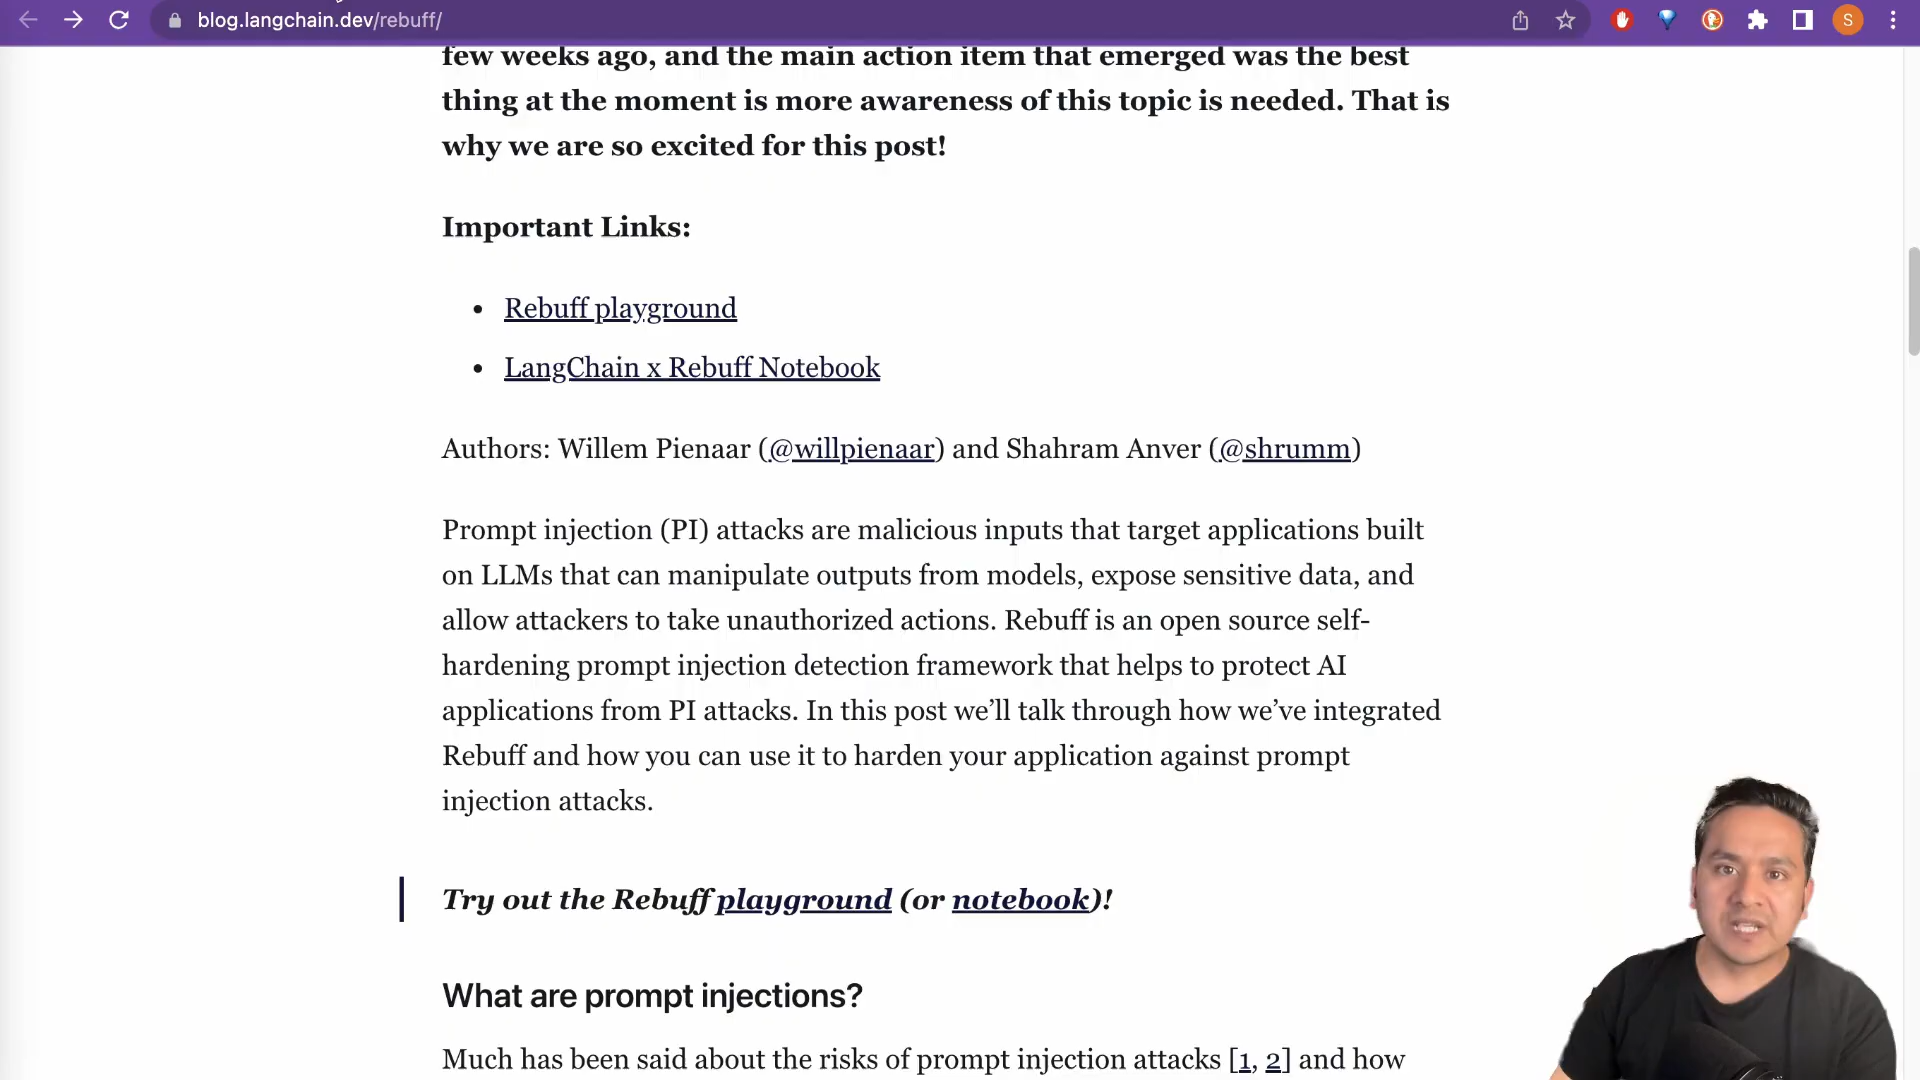 blog.langchain.dev/rebuff/
S
few weeks ago, and the main action item that emerged was the best
thing at the moment is more awareness of this topic is needed. That is
why we are so excited for this post!
Important Links:
• Rebuff playground
• LangChain x Rebuff Notebook
Authors: Willem Pienaar (@willpienaar) and Shahram Anver (@shrumm)
Prompt injection (PI) attacks are malicious inputs that target applications built
on LLMs that can manipulate outputs from models, expose sensitive data, and
allow attackers to take unauthorized actions. Rebuff is an open source self-
hardening prompt injection detection framework that helps to protect AI
applications from PI attacks. In this post we’ll talk through how we’ve integrated
Rebuff and how you can use it to harden your application against prompt
injection attacks.
Try out the Rebuff playground (or notebook)!
What are prompt injections?
Much has been said about the risks of prompt injection attacks [1, 2] and how